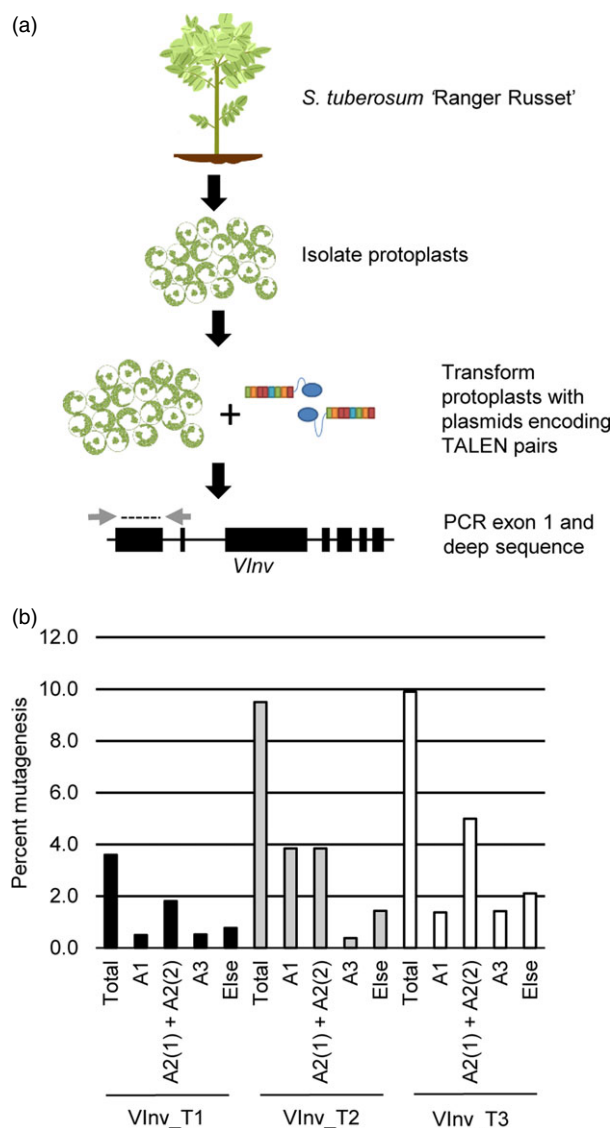 (a)
S. tuberosum 'Ranger Russet'
Isolate protoplasts
+
Transform
protoplasts with
plasmids encoding
TALEN pairs
PCR exon 1 and
deep sequence
VInv
(b)
Percent mutagenesis
12.0
10.0
8.0
6.0
4.0
2.0
0.0
Total
A1
A2(1) + A2(2)
A3
Else
Total
A1
A2(1) + A2(2)
A3
Else
Total
A1
A2(1) + A2(2)
A3
Else
VInv_T1
VInv_T2
VInv T3